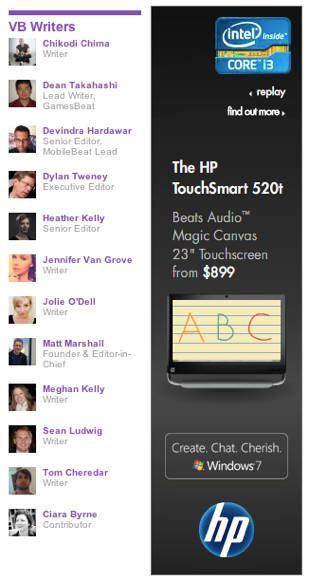 VB Writers
Chikodi Chima
Writer
Dean Takahashi
Lead Writer,
GamesBeat
Devindra Hardawar
Senior Editor,
MobileBeat Lead
Dylan Tweney
Executive Editor
Heather Kelly
Senior Editor
Jennifer Van Grove
Writer
Jolie O'Dell
Writer
Matt Marshall
Founder & Editor-in-
Chief
Meghan Kelly
Writer
Sean Ludwig
Writer
Tom Cheredar
Writer
Ciara Byrne
Contributor
intel inside™
CORE™ i3
replay
find out more
The HP
TouchSmart 520t
Beats Audio™
Magic Canvas
23" Touchscreen
from $899
A B C
Create. Chat. Cherish.
Windows 7
hp